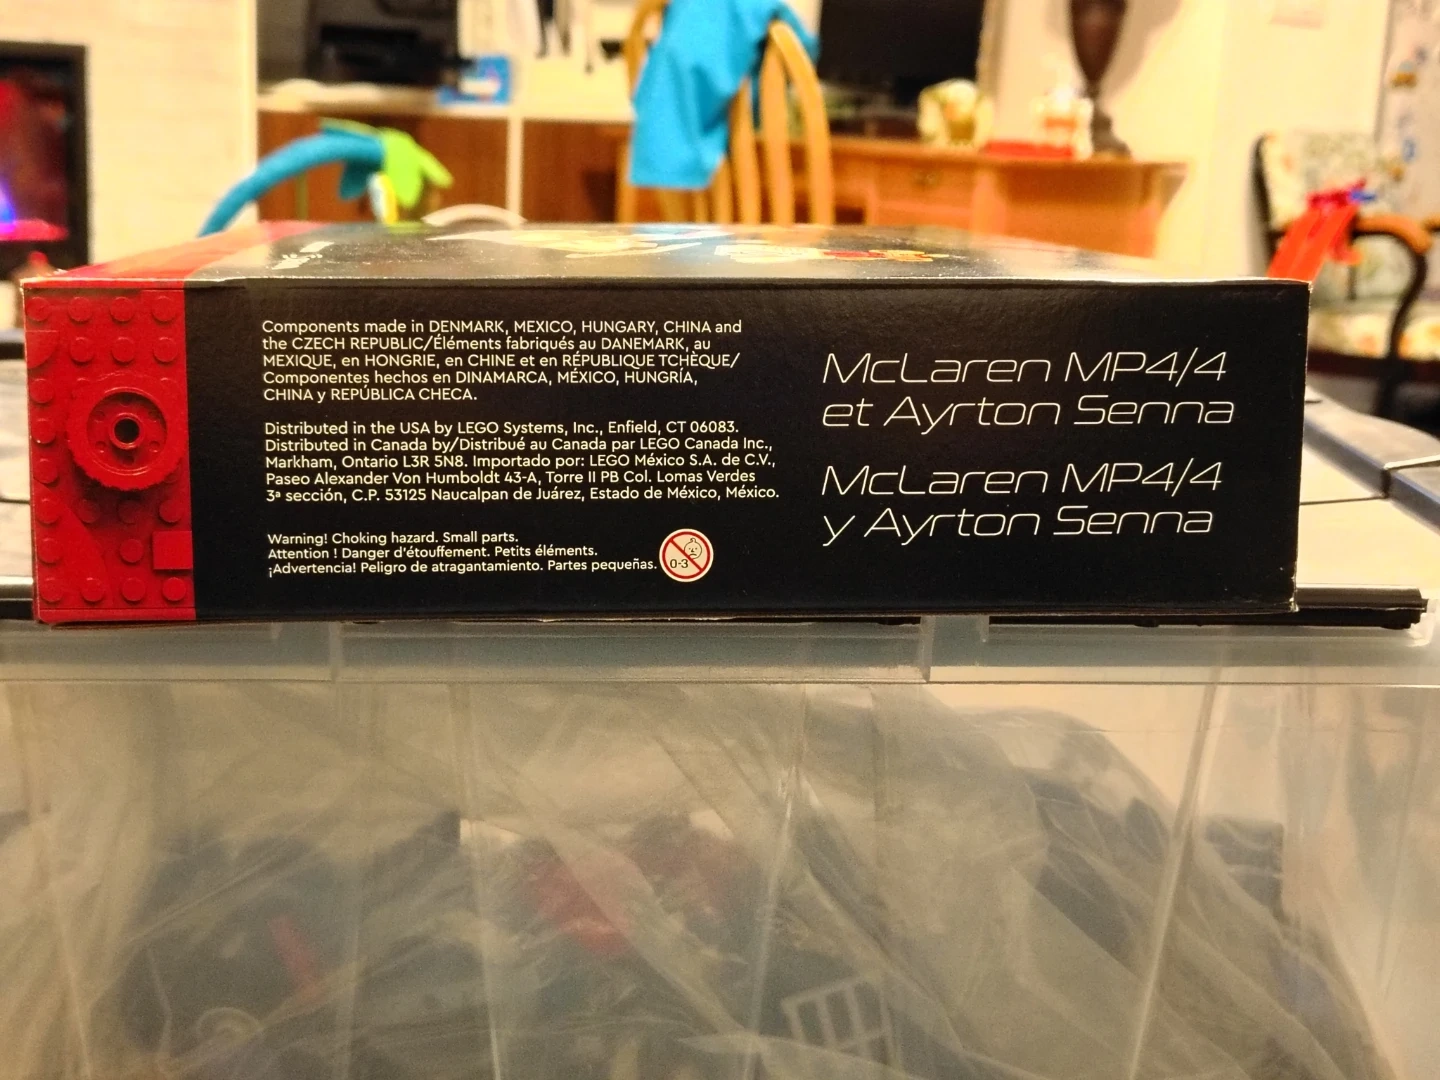 Components made in DENMARK, MEXICO, HUNGARY, CHINA and
the CZECH REPUBLIC/Éléments fabriqués au DANEMARK, au
MEXIQUE, en HONGRIE, en CHINE et en RÉPUBLIQUE TCHÈQUE/
Componentes hechos en DINAMARCA, MÉXICO, HUNGRÍA,
CHINA y REPÚBLICA CHECA.
Distributed in the USA by LEGO Systems, Inc., Enfield, CT 06083.
Distributed in Canada by/Distribué au Canada par LEGO Canada Inc.,
Markham, Ontario L3R 5N8. Importado por: LEGO México S.A. de C.V.,
Paseo Alexander Von Humboldt 43-A, Torre II PB Col. Lomas Verdes
3ª sección, C.P. 53125 Naucalpan de Juárez, Estado de México, México.
Warning! Choking hazard. Small parts.
Attention ! Danger d'étouffement. Petits éléments.
¡Advertencia! Peligro de atragantamiento. Partes pequeñas.
0-3
McLaren MP4/4
et Ayrton Senna
McLaren MP4/4
y Ayrton Senna